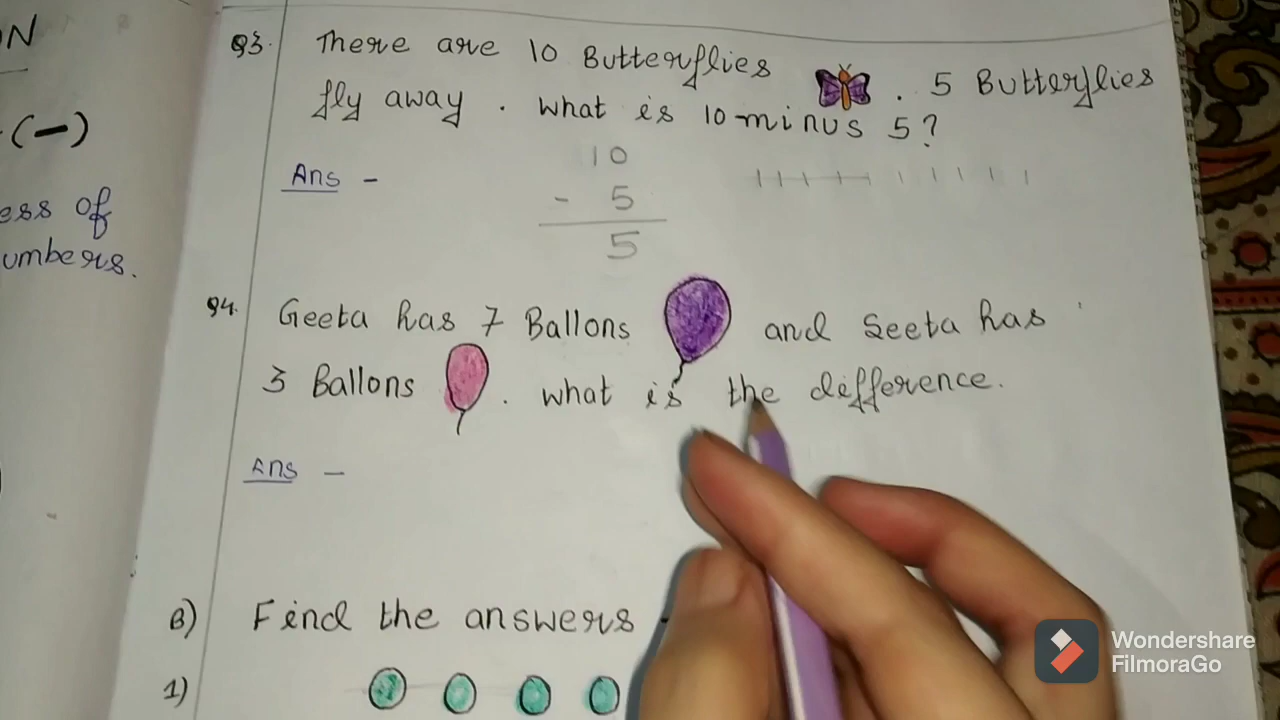 ON
(-)
ess of
umbers.
Q3. There are 10 Butterflies . 5 Butterflies
fly away . What is 10 minus 5?
Ans -
10
- 5
5
Q4. Geeta has 7 Ballons and Seeta has
3 Ballons . what is the difference.
Ans -
B) Find the answers -
1)
Wondershare
FilmoraGo